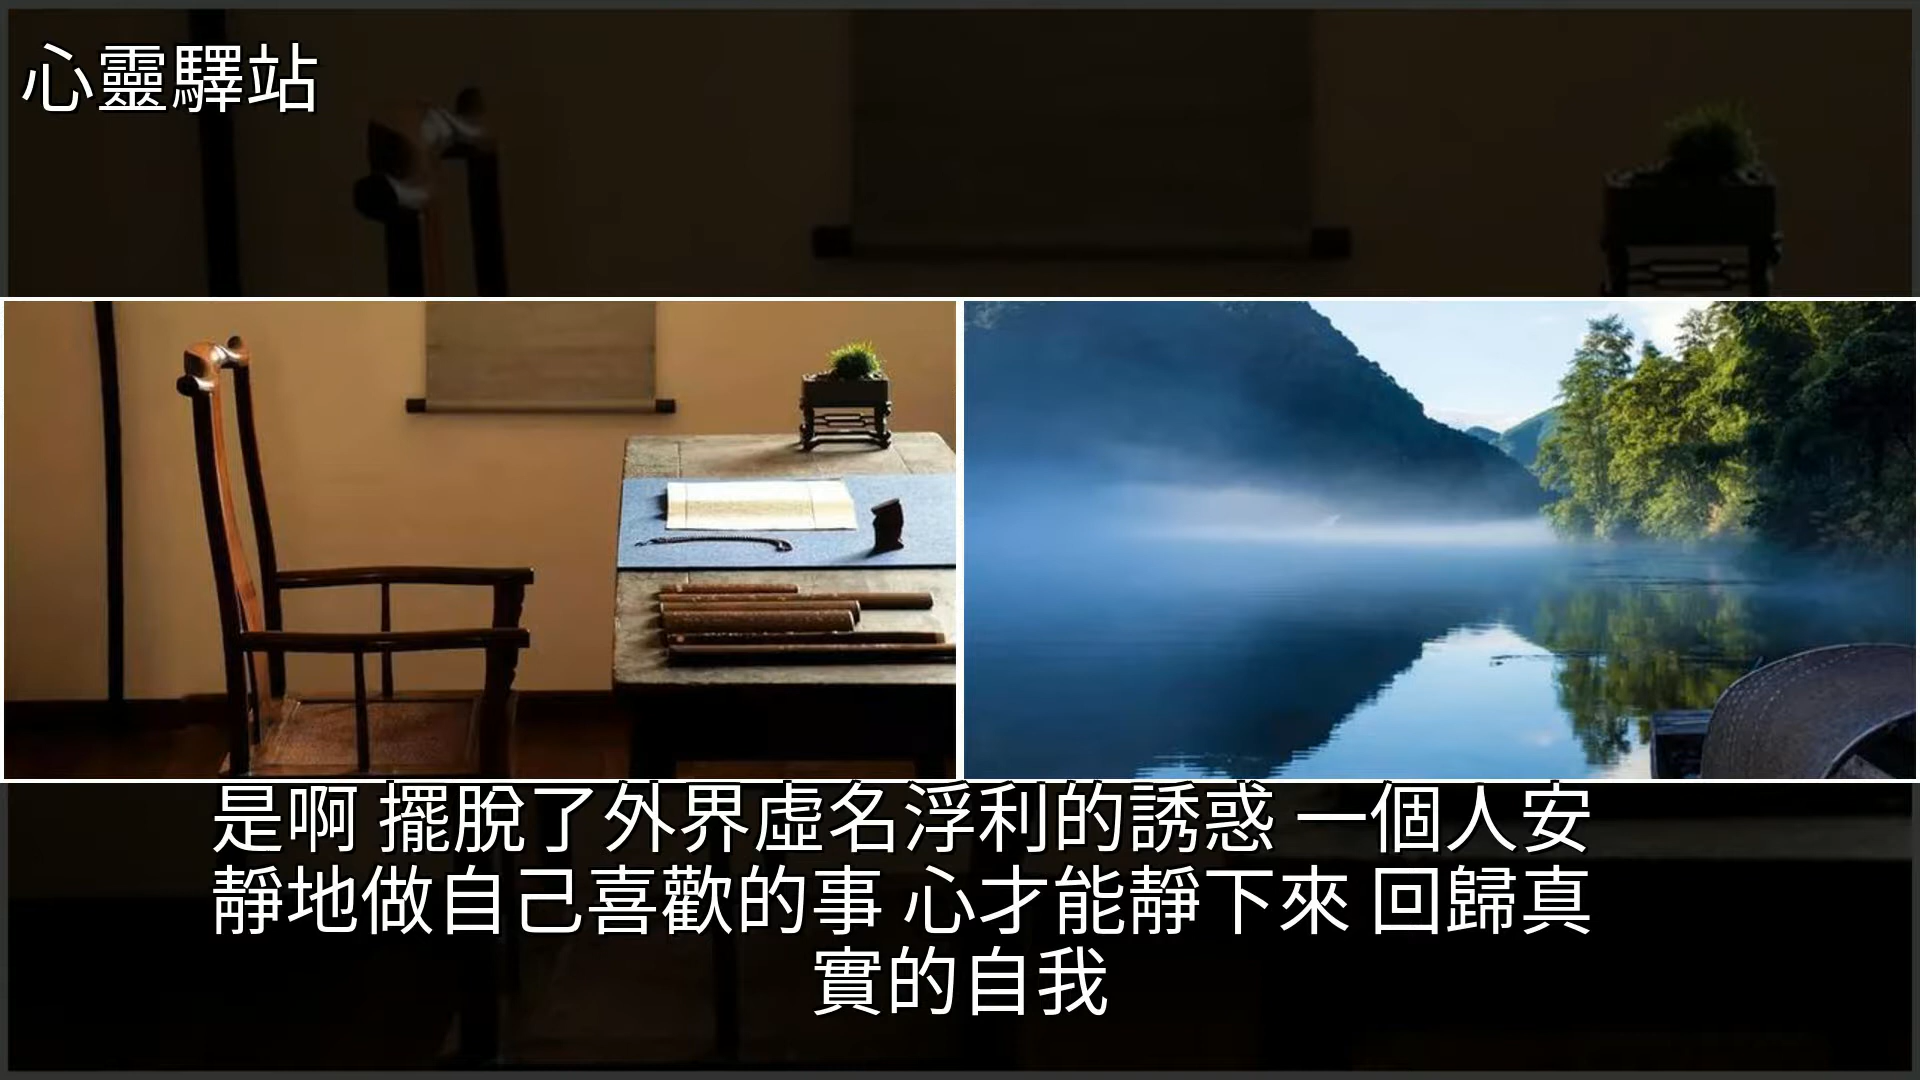 心靈驛站
是啊 擺脫了外界虛名浮利的誘惑 一個人安
靜地做自己喜歡的事 心才能靜下來 回歸真
實的自我